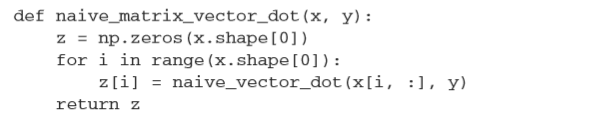 def naive_matrix_vector_dot(x, y):
    z = np.zeros(x.shape[0])
    for i in range(x.shape[0]):
        z[i] = naive_vector_dot(x[i, :], y)
    return z